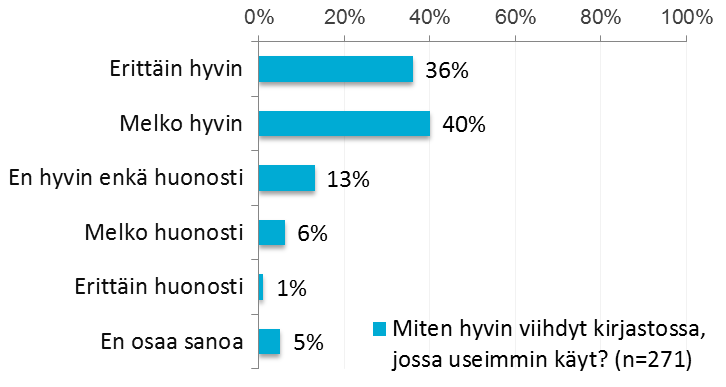 0% 20% 40% 60% 80% 100%
Erittäin hyvin 36%
Melko hyvin 40%
En hyvin enkä huonosti 13%
Melko huonosti 6%
Erittäin huonosti 1%
En osaa sanoa 5%
Miten hyvin viihdyt kirjastossa,
jossa useimmin käyt? (n=271)